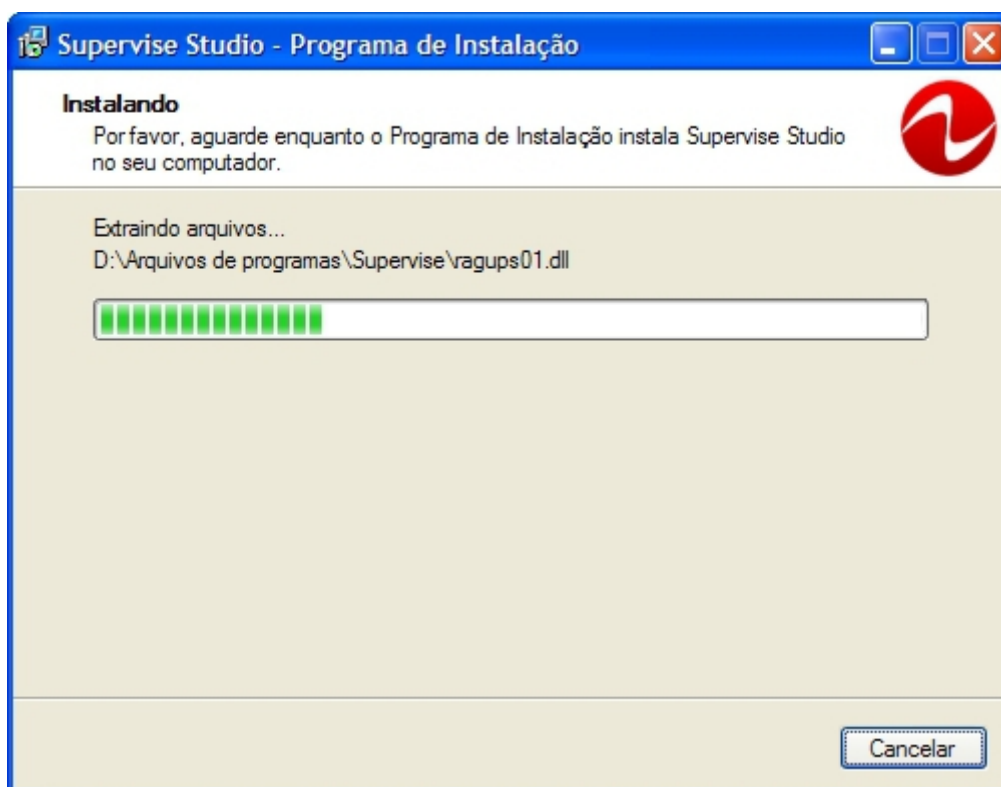 Supervise Studio - Programa de Instalação
Instalando
Por favor, aguarde enquanto o Programa de Instalação instala Supervise Studio
no seu computador.
Extraindo arquivos...
D:\Arquivos de programas\Supervise\ragups01.dll
Cancelar